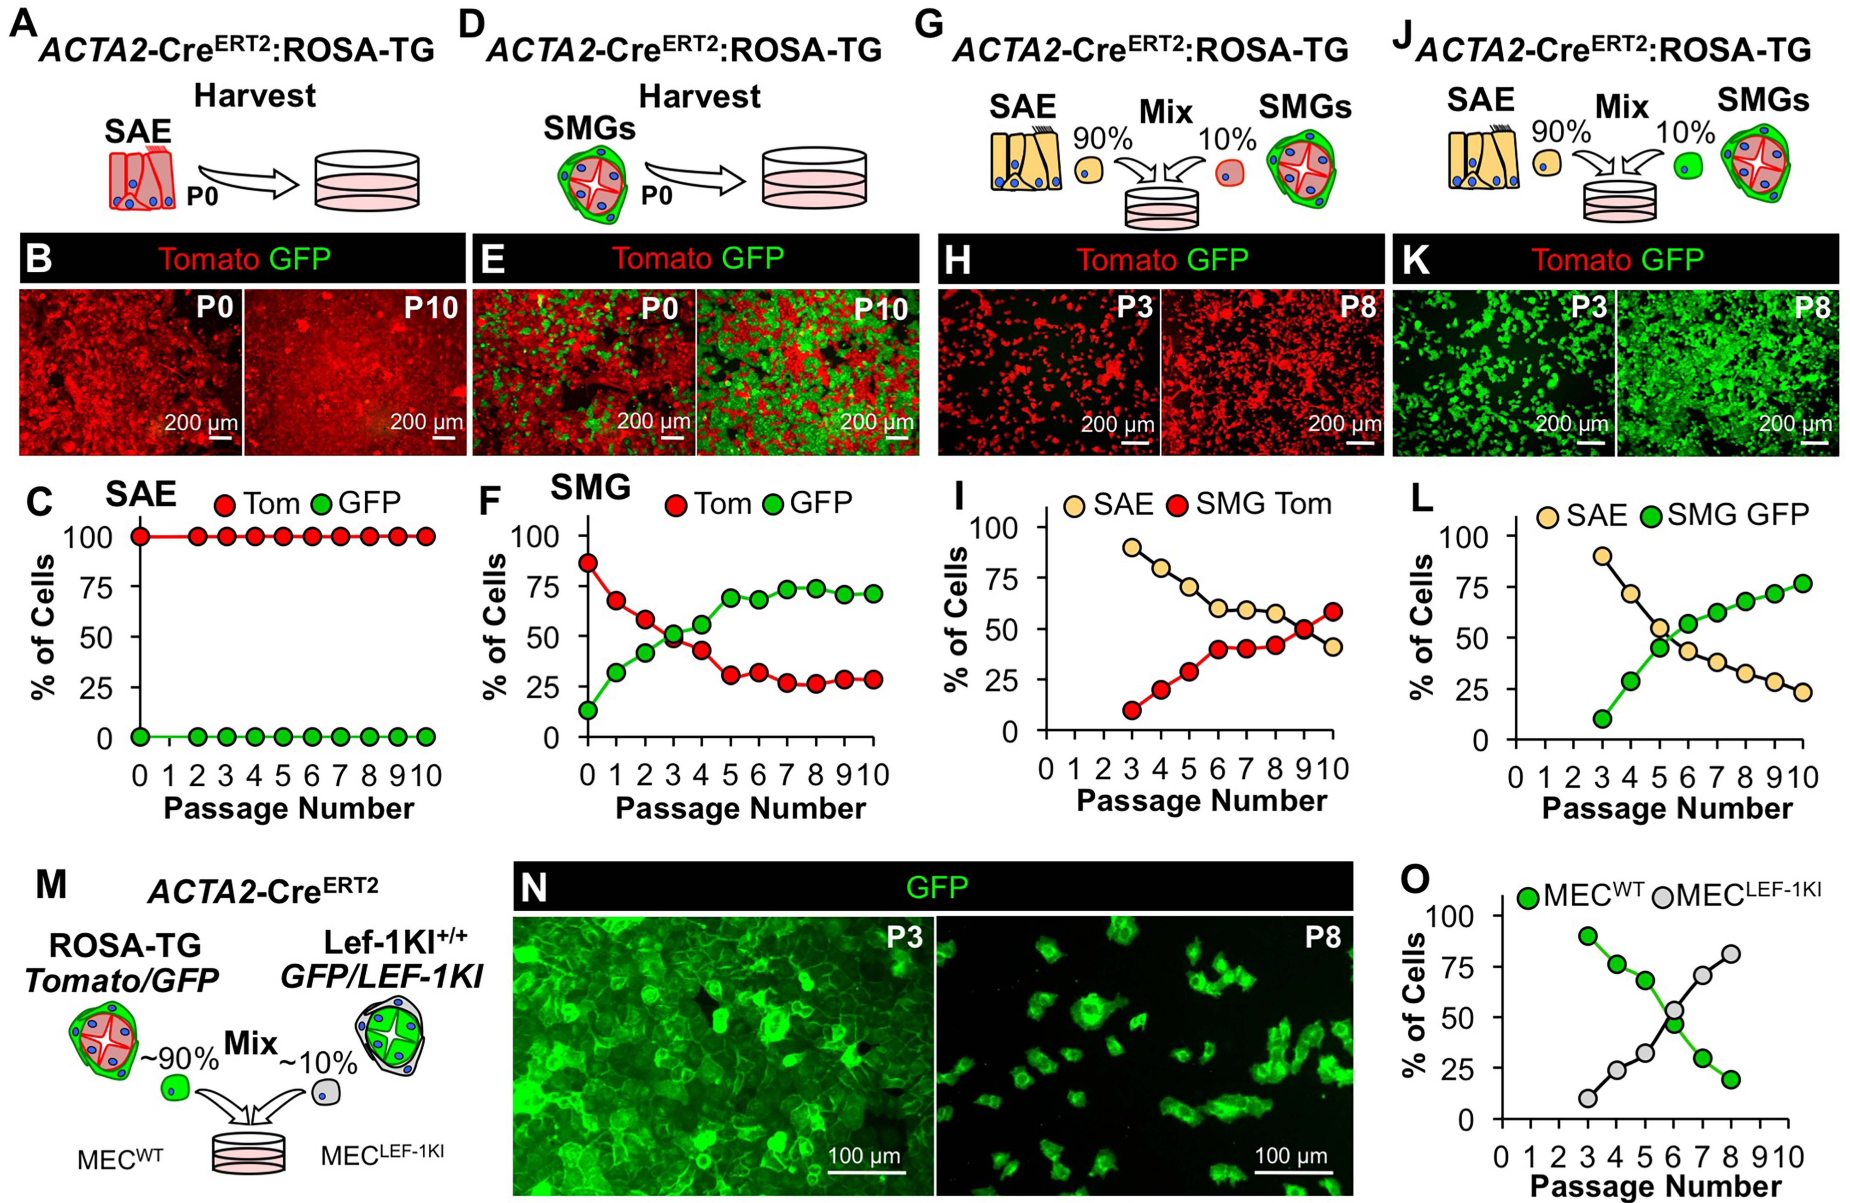 A
ACTA2-CreERT2:ROSA-TG
Harvest
SAE
P0
D
ACTA2-CreERT2:ROSA-TG
Harvest
SMGs
P0
G
ACTA2-CreERT2:ROSA-TG
SAE
Mix
SMGs
90%
10%
J
ACTA2-CreERT2:ROSA-TG
SAE
Mix
SMGs
90%
10%
B
Tomato GFP
P0
200 µm
P10
200 µm
E
Tomato GFP
P0
200 µm
P10
200 µm
H
Tomato GFP
P3
200 µm
P8
200 µm
K
Tomato GFP
P3
200 µm
P8
200 µm
C
SAE
Tom GFP
% of Cells
100
75
50
25
0
0 1 2 3 4 5 6 7 8 9 10
Passage Number
F
SMG
Tom GFP
% of Cells
100
75
50
25
0
0 1 2 3 4 5 6 7 8 9 10
Passage Number
I
SAE SMG Tom
% of Cells
100
75
50
25
0
0 1 2 3 4 5 6 7 8 9 10
Passage Number
L
SAE SMG GFP
% of Cells
100
75
50
25
0
0 1 2 3 4 5 6 7 8 9 10
Passage Number
M
ACTA2-CreERT2
ROSA-TG
Tomato/GFP
Lef-1KI+/+
GFP/LEF-1KI
Mix
~90%
~10%
MECWT
MECLEF-1KI
N
GFP
P3
100 µm
P8
100 µm
O
MECWT MECLEF-1KI
% of Cells
100
75
50
25
0
0 1 2 3 4 5 6 7 8 9 10
Passage Number